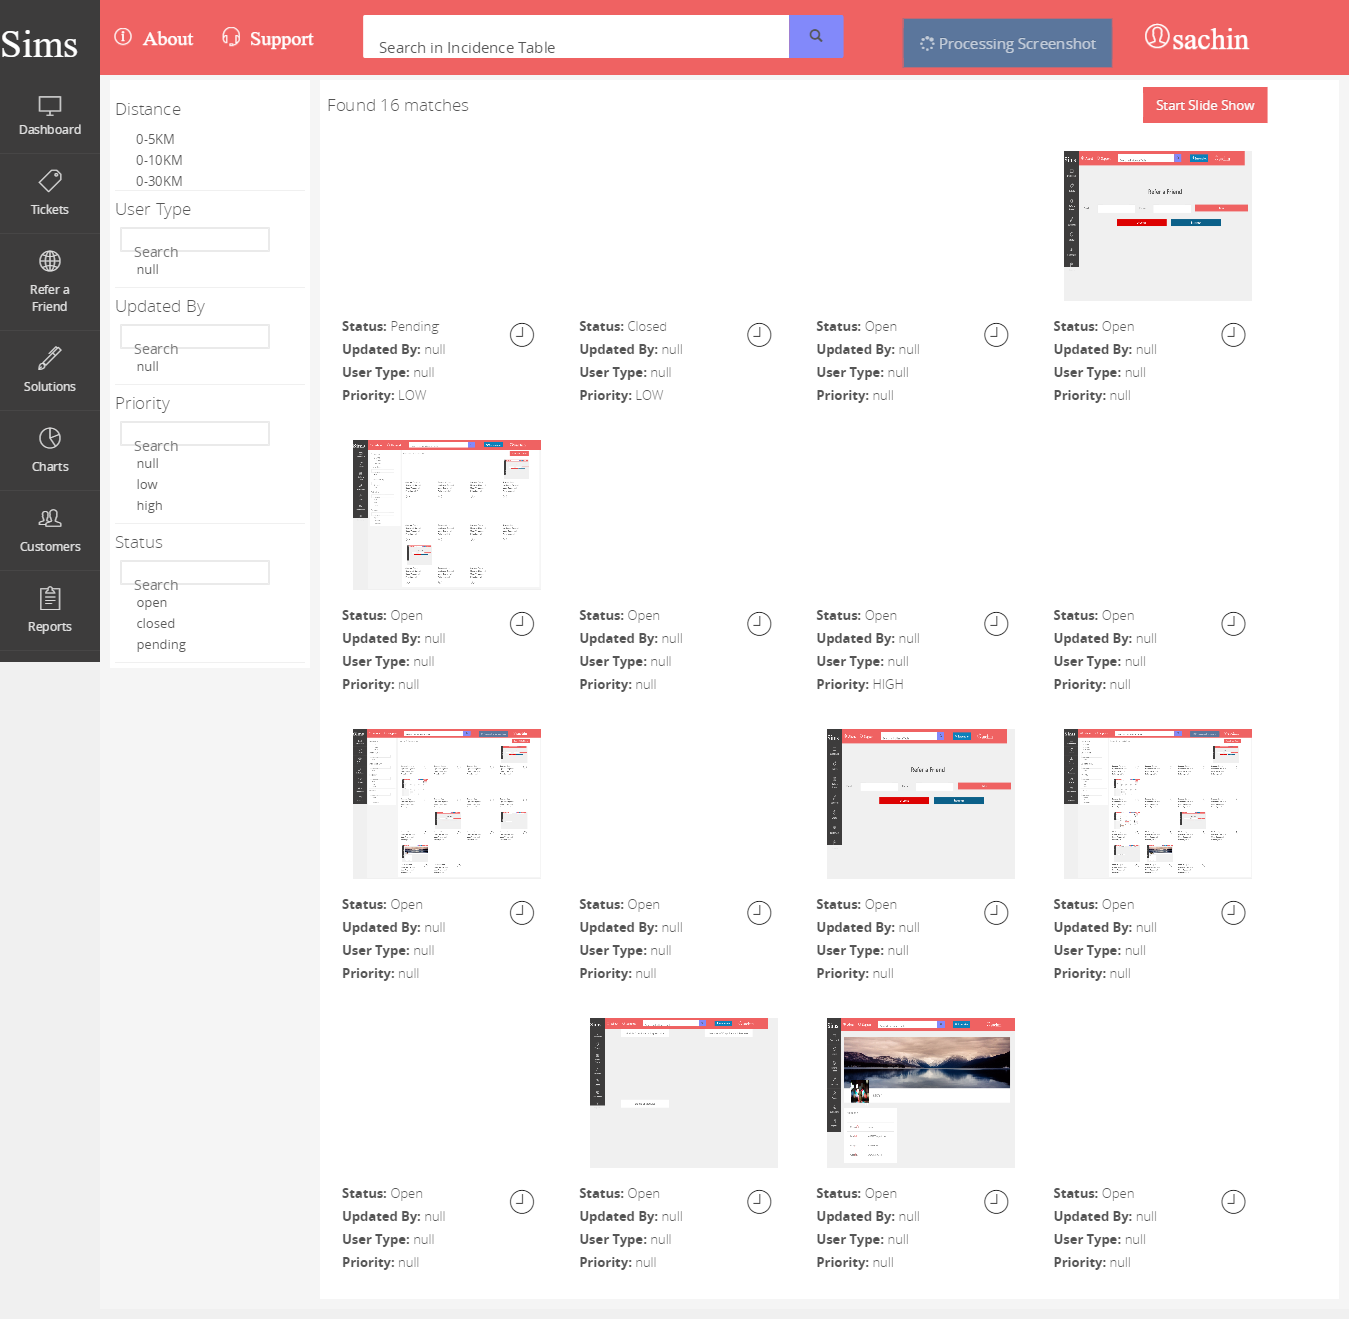 Sims
About
Support
Search in Incidence Table
Processing Screenshot
sachin
Dashboard
Tickets
Refer a
Friend
Solutions
Charts
Customers
Reports
Distance
0-5KM
0-10KM
0-30KM
User Type
Search
null
Updated By
Search
null
Priority
Search
null
low
high
Status
Search
open
closed
pending
Found 16 matches
Start Slide Show
Sims
Refer a Friend
Status: Pending
Updated By: null
User Type: null
Priority: LOW
Status: Closed
Updated By: null
User Type: null
Priority: LOW
Status: Open
Updated By: null
User Type: null
Priority: null
Status: Open
Updated By: null
User Type: null
Priority: null
Sims
Status: Open
Updated By: null
User Type: null
Priority: null
Status: Open
Updated By: null
User Type: null
Priority: null
Status: Open
Updated By: null
User Type: null
Priority: HIGH
Status: Open
Updated By: null
User Type: null
Priority: null
Sims
Sims
Refer a Friend
Sims
Status: Open
Updated By: null
User Type: null
Priority: null
Status: Open
Updated By: null
User Type: null
Priority: null
Status: Open
Updated By: null
User Type: null
Priority: null
Status: Open
Updated By: null
User Type: null
Priority: null
Sims
Sims
Status: Open
Updated By: null
User Type: null
Priority: null
Status: Open
Updated By: null
User Type: null
Priority: null
Status: Open
Updated By: null
User Type: null
Priority: null
Status: Open
Updated By: null
User Type: null
Priority: null